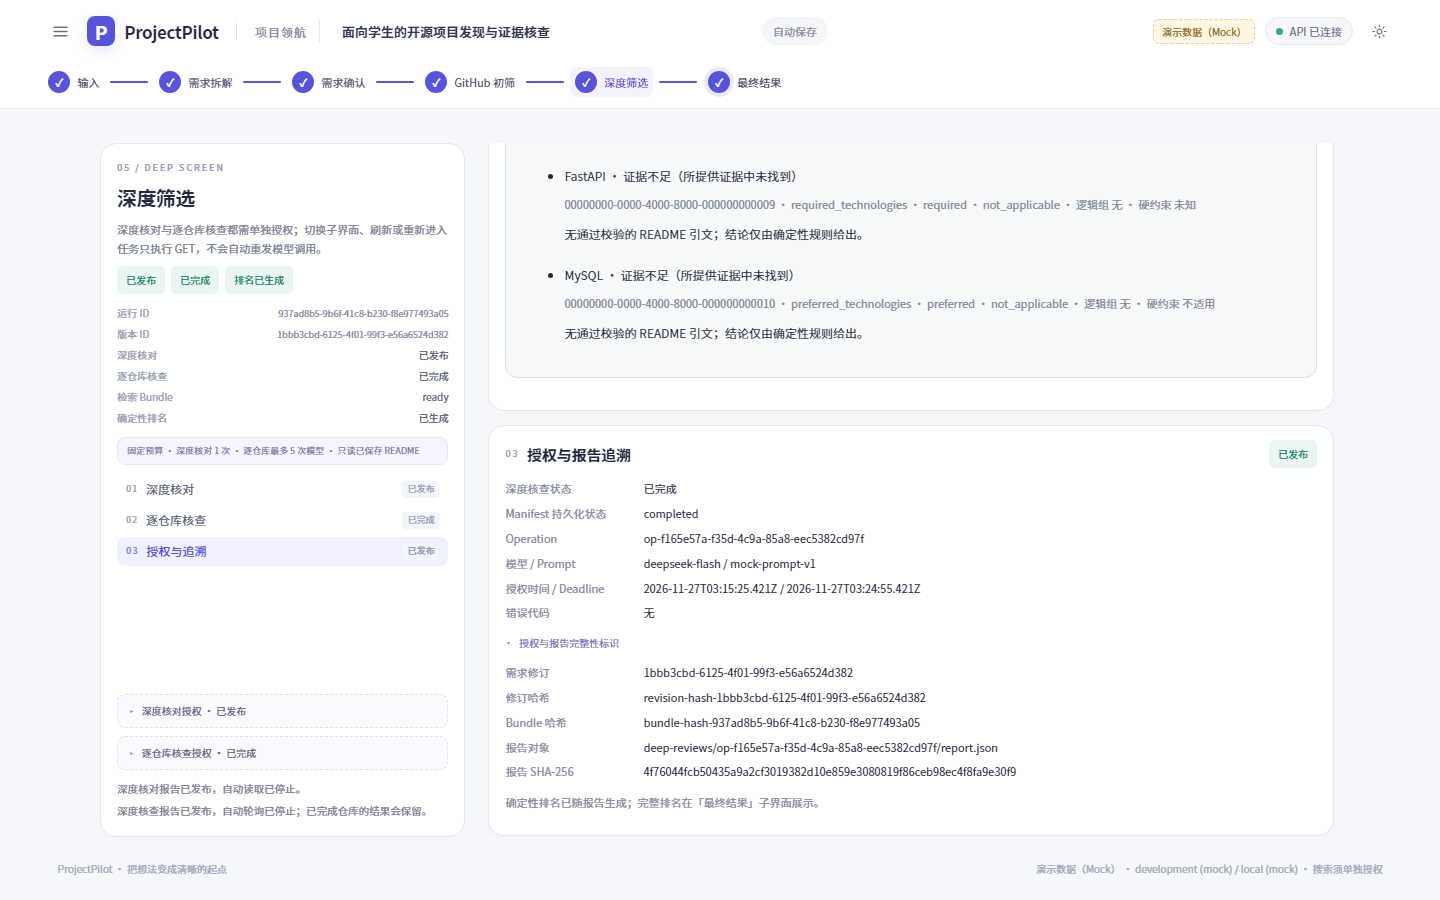 ProjectPilot
项目领航
面向学生的开源项目发现与证据核查
自动保存
演示数据（Mock）
API 已连接
输入
需求拆解
需求确认
GitHub 初筛
深度筛选
最终结果
05 / DEEP SCREEN
深度筛选
深度核对与逐仓库核查都需单独授权；切换子界面、刷新或重新进入
任务只执行 GET，不会自动重发模型调用。
已发布
已完成
排名已生成
运行 ID
937ad8b5-9b6f-41c8-b230-f8e977493a05
版本 ID
1bbb3cbd-6125-4f01-99f3-e56a6524d382
深度核对
已发布
逐仓库核查
已完成
检索 Bundle
ready
确定性排名
已生成
固定预算 · 深度核对 1 次 · 逐仓库最多 5 次模型 · 只读已保存 README
01 深度核对 已发布
02 逐仓库核查 已完成
03 授权与追溯 已发布
深度核对授权 · 已发布
逐仓库核查授权 · 已完成
深度核对报告已发布，自动读取已停止。
深度核查报告已发布，自动轮询已停止；已完成仓库的结果会保留。
FastAPI · 证据不足（所提供证据中未找到）
00000000-0000-4000-8000-000000000009 · required_technologies · required · not_applicable · 逻辑组 无 · 硬约束 未知
无通过校验的 README 引文；结论仅由确定性规则给出。
MySQL · 证据不足（所提供证据中未找到）
00000000-0000-4000-8000-000000000010 · preferred_technologies · preferred · not_applicable · 逻辑组 无 · 硬约束 不适用
无通过校验的 README 引文；结论仅由确定性规则给出。
03 授权与报告追溯
已发布
深度核查状态 已完成
Manifest 持久化状态 completed
Operation op-f165e57a-f35d-4c9a-85a8-eec5382cd97f
模型 / Prompt deepseek-flash / mock-prompt-v1
授权时间 / Deadline 2026-11-27T03:15:25.421Z / 2026-11-27T03:24:55.421Z
错误代码 无
授权与报告完整性标识
需求修订 1bbb3cbd-6125-4f01-99f3-e56a6524d382
修订哈希 revision-hash-1bbb3cbd-6125-4f01-99f3-e56a6524d382
Bundle 哈希 bundle-hash-937ad8b5-9b6f-41c8-b230-f8e977493a05
报告对象 deep-reviews/op-f165e57a-f35d-4c9a-85a8-eec5382cd97f/report.json
报告 SHA-256 4f76044fcb50435a9a2cf3019382d10e859e3080819f86ceb98ec4f8fa9e30f9
确定性排名已随报告生成；完整排名在「最终结果」子界面展示。
ProjectPilot · 把想法变成清晰的起点
演示数据（Mock） · development (mock) / local (mock) · 搜索须单独授权